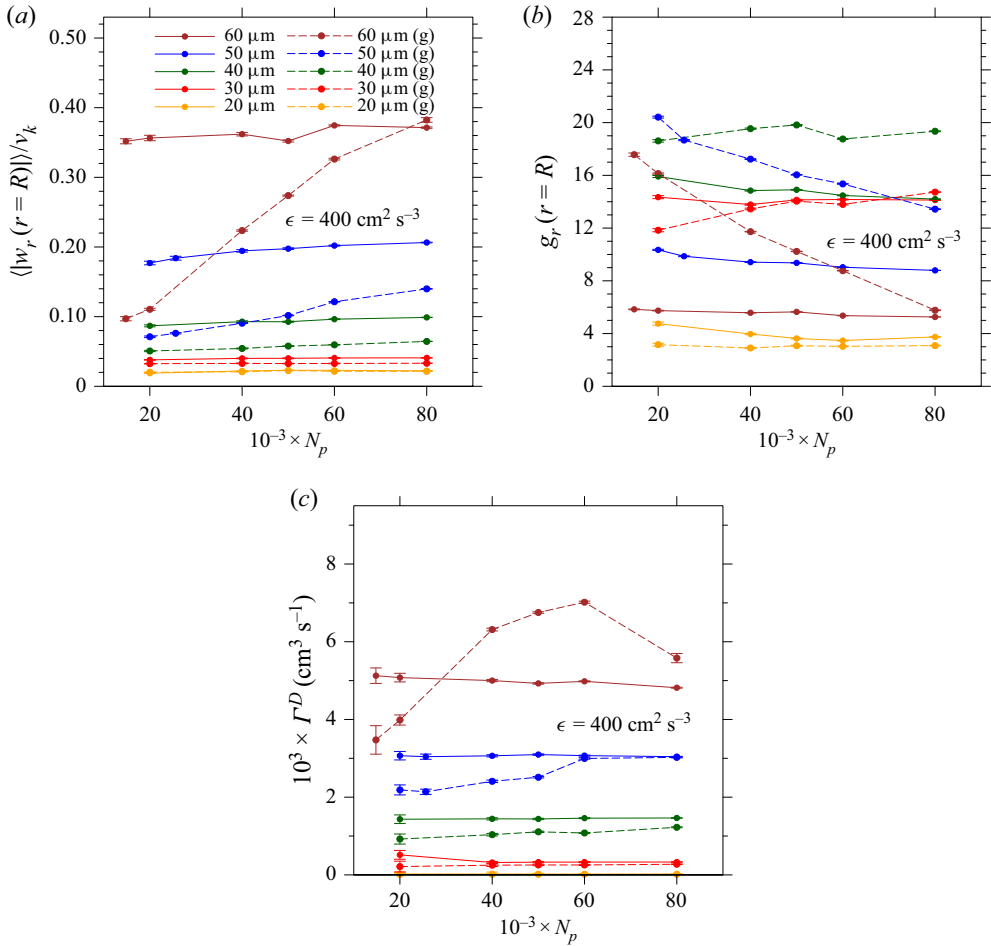 (a)
0.50
0.40
0.30
0.20
0.10
0
⟨|w_r (r = R)|⟩/v_k
60 μm
50 μm
40 μm
30 μm
20 μm
60 μm (g)
50 μm (g)
40 μm (g)
30 μm (g)
20 μm (g)
ϵ = 400 cm² s⁻³
20 40 60 80
10⁻³ × N_p
(b)
28
24
20
16
12
8
4
0
g_r (r = R)
ϵ = 400 cm² s⁻³
20 40 60 80
10⁻³ × N_p
(c)
8
6
4
2
0
10³ × Γ^D (cm³ s⁻¹)
ϵ = 400 cm² s⁻³
20 40 60 80
10⁻³ × N_p